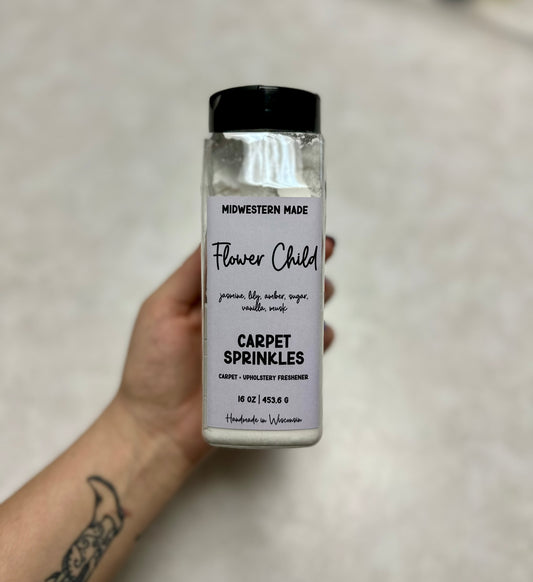 MIDWESTERN MADE
Flower Child
jasmine, lily, amber, sugar,
vanilla, musk
CARPET
SPRINKLES
CARPET + UPHOLSTERY FRESHENER
16 OZ | 453.6 G
Handmade in Wisconsin